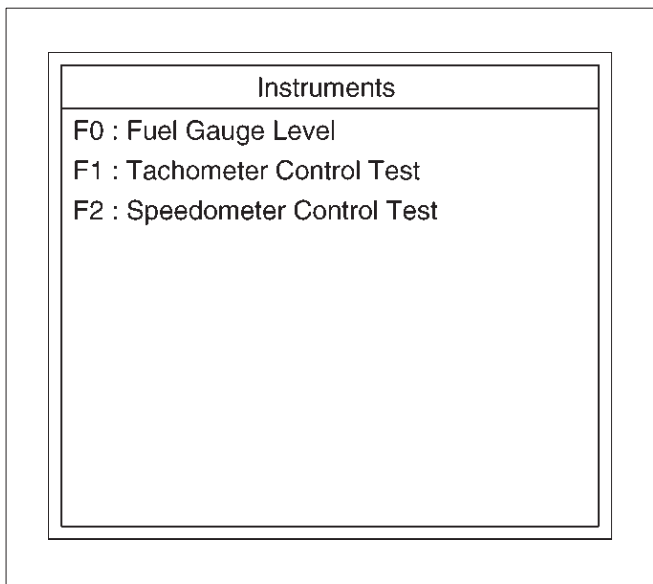 Instruments
F0 : Fuel Gauge Level
F1 : Tachometer Control Test
F2 : Speedometer Control Test